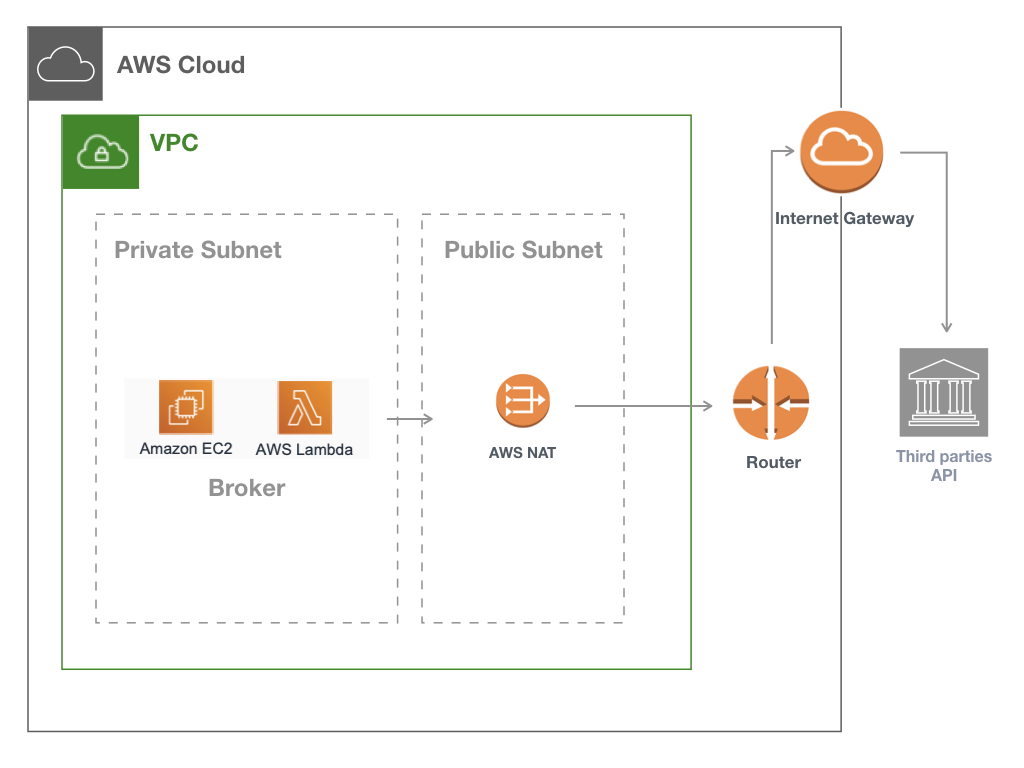 AWS Cloud
VPC
Internet Gateway
Private Subnet
Public Subnet
Amazon EC2
AWS Lambda
AWS NAT
Router
Third parties
API
Broker